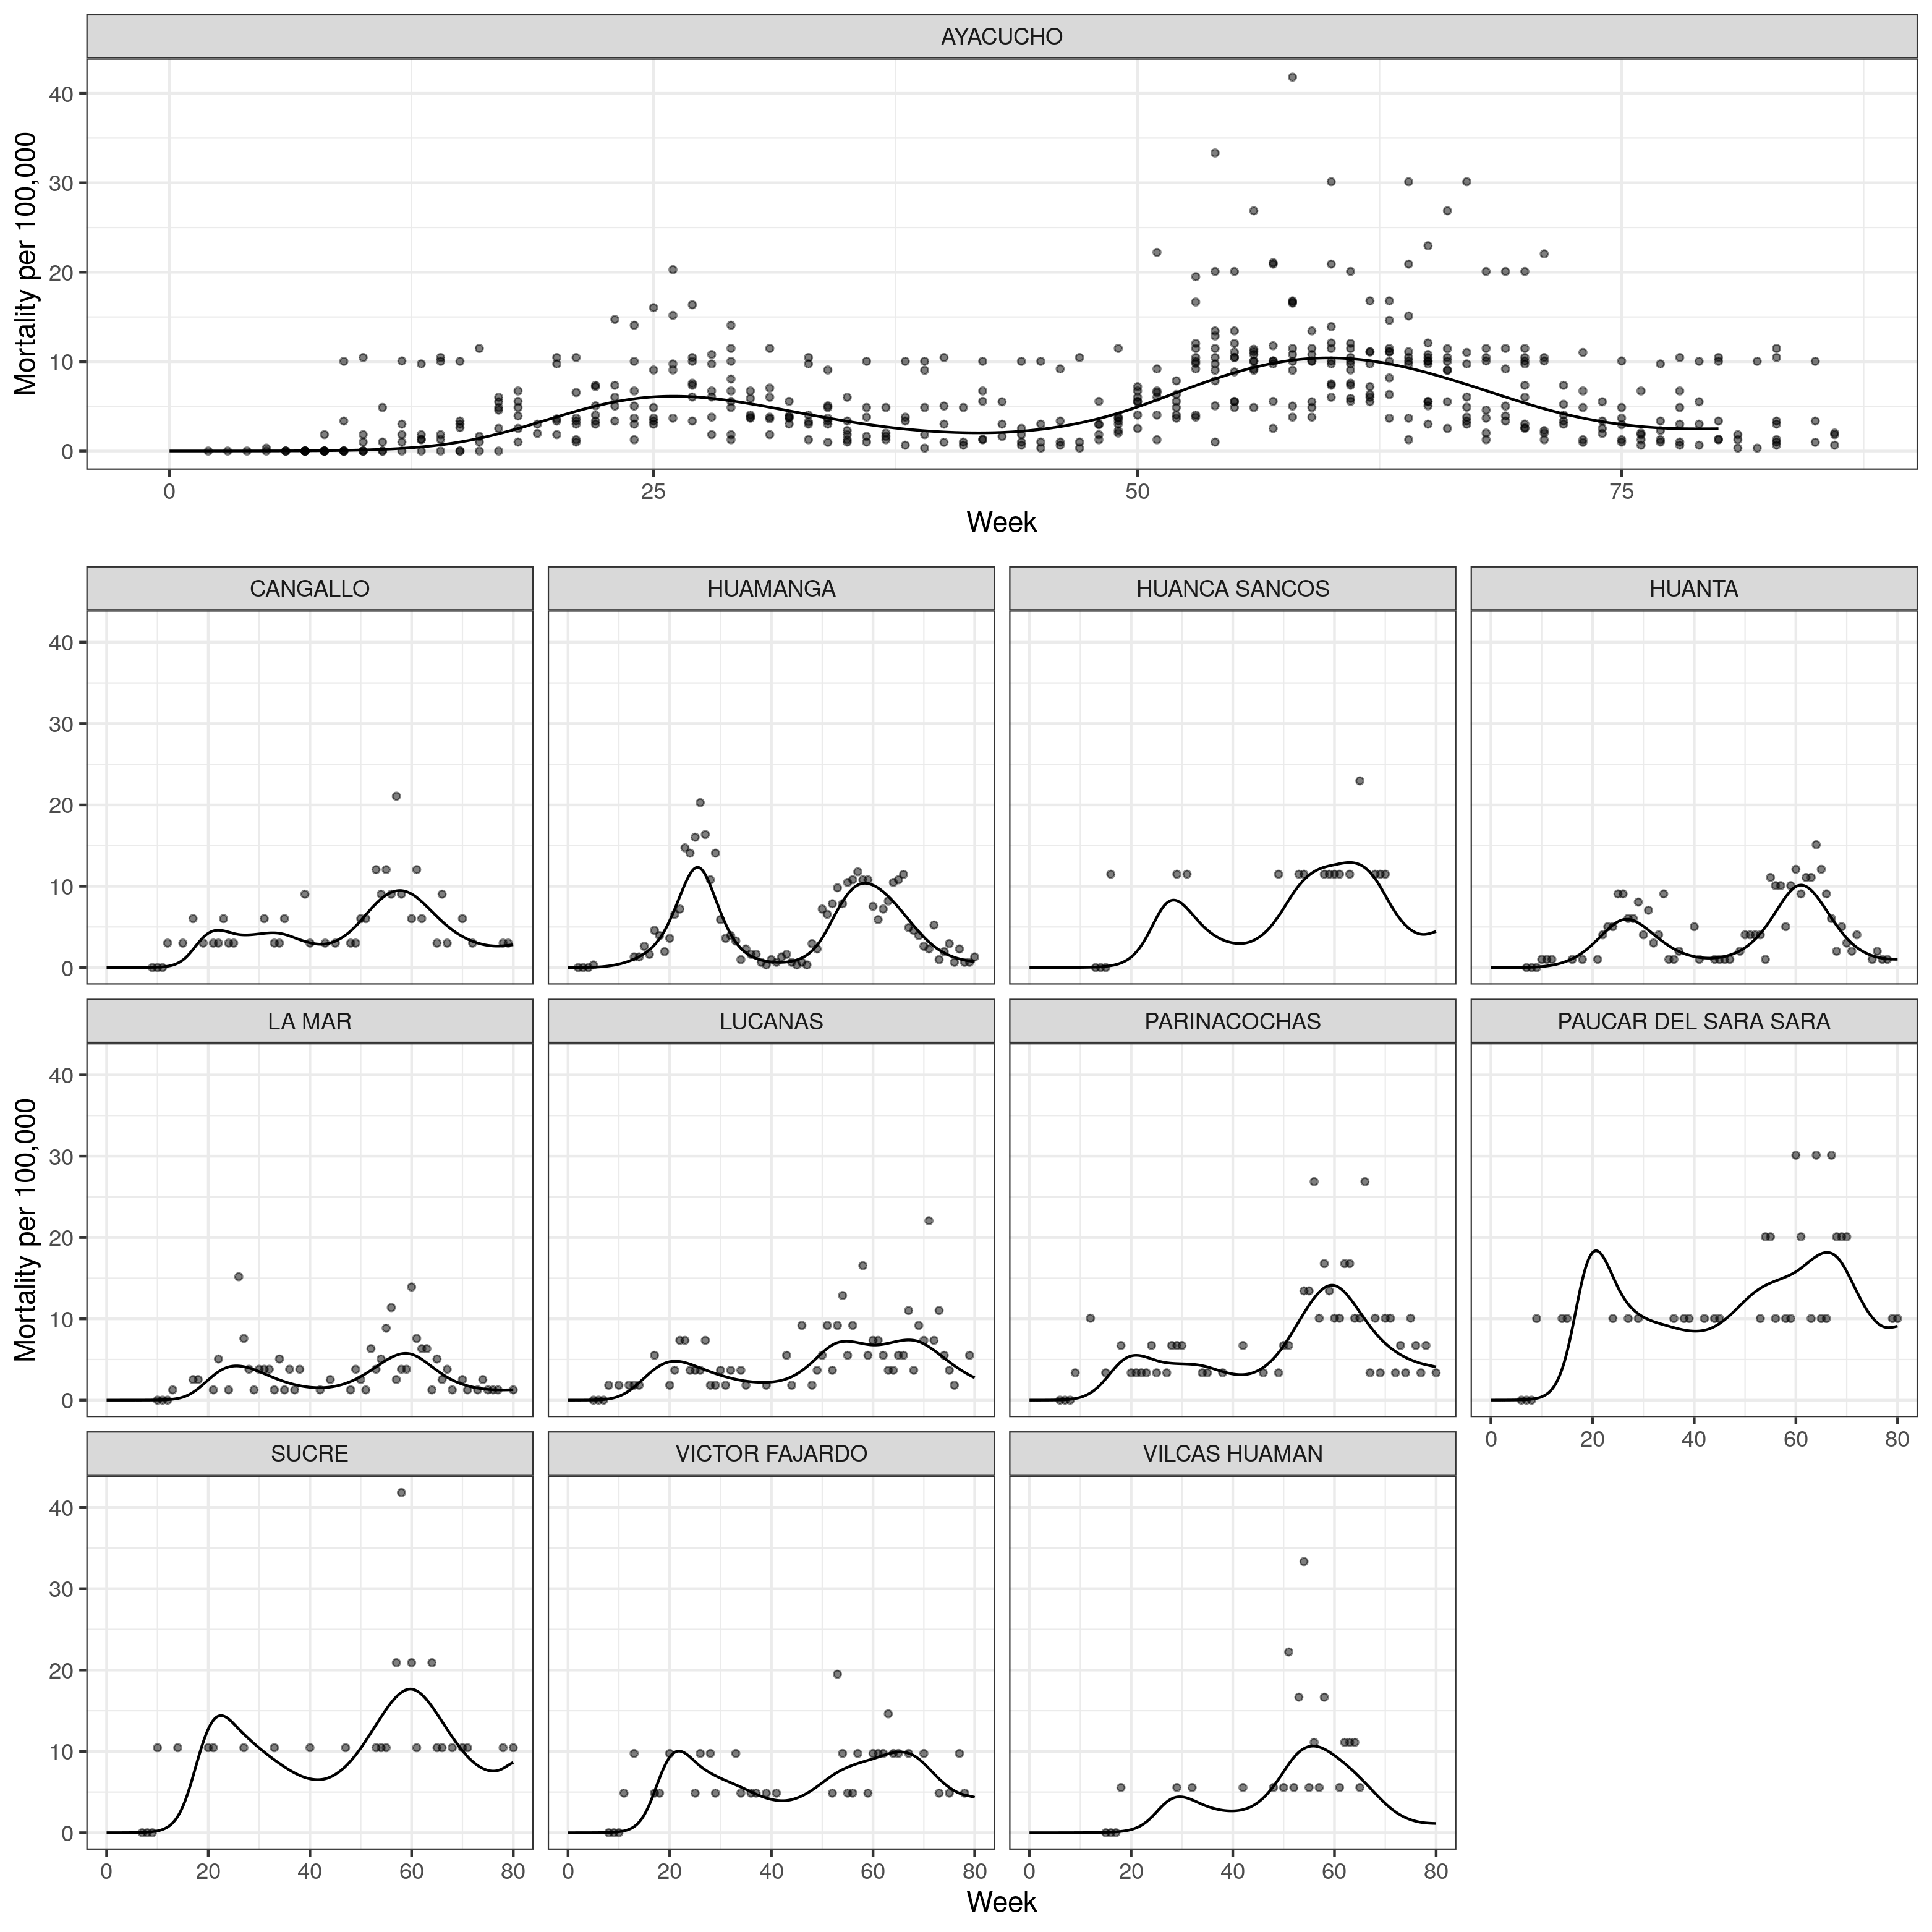 AYACUCHO
Mortality per 100,000
40
30
20
10
0
0 25 50 75
Week
CANGALLO HUAMANGA HUANCA SANCOS HUANTA
40
30
20
10
0
LA MAR LUCANAS PARINACOCHAS PAUCAR DEL SARA SARA
Mortality per 100,000
40
30
20
10
0
0 20 40 60 80
SUCRE VICTOR FAJARDO VILCAS HUAMAN
40
30
20
10
0
0 20 40 60 80 0 20 40 60 80 0 20 40 60 80
Week